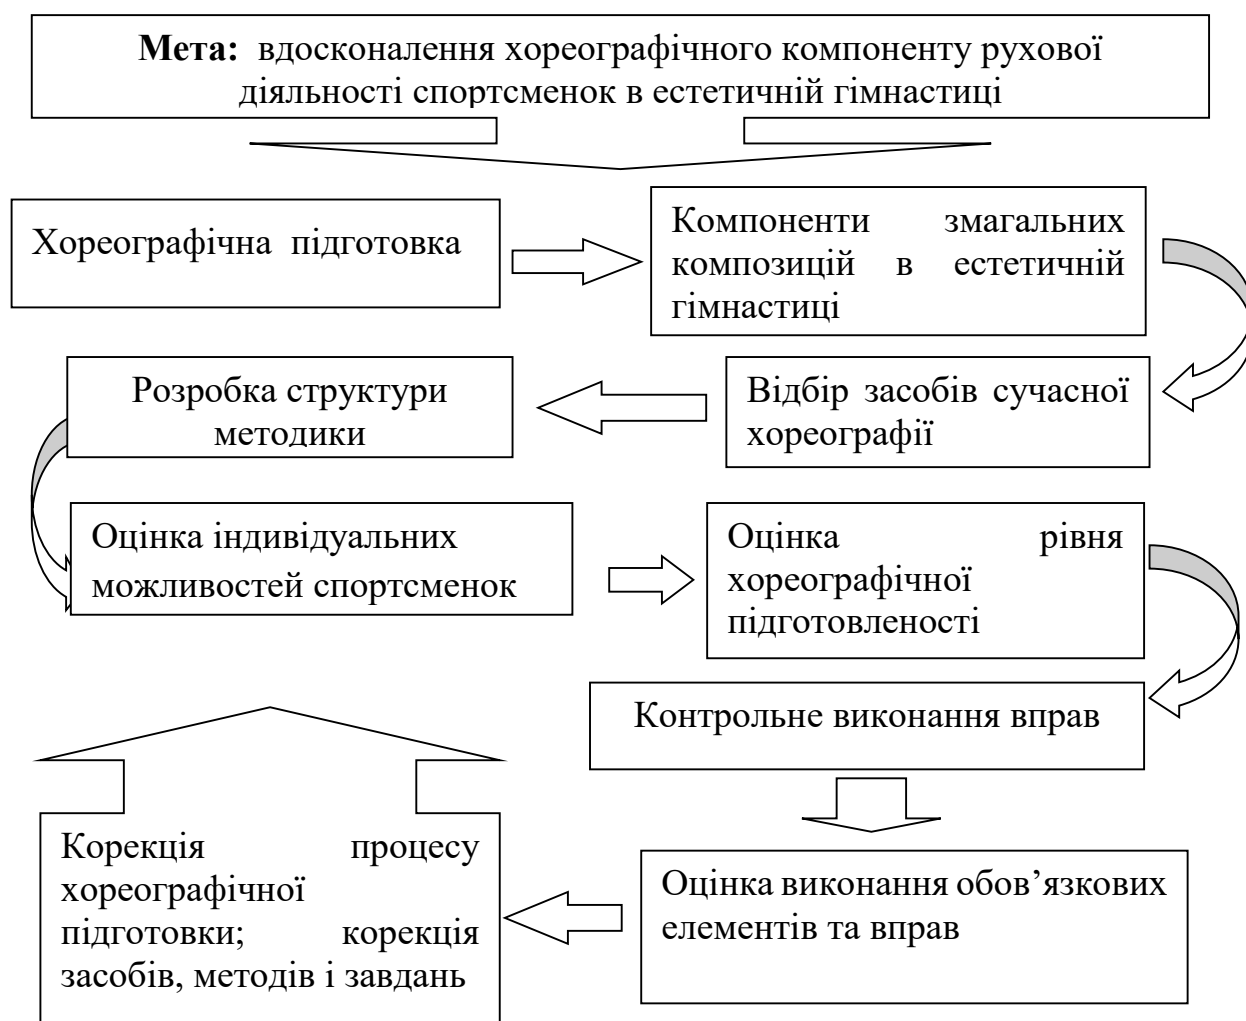 Мета: вдосконалення хореографічного компоненту рухової
діяльності спортсменок в естетичній гімнастиці
Хореографічна підготовка
Компоненти змагальних
композицій в естетичній
гімнастиці
Розробка структури
методики
Відбір засобів сучасної
хореографії
Оцінка індивідуальних
можливостей спортсменок
Оцінка рівня
хореографічної
підготовленості
Контрольне виконання вправ
Корекція процесу
хореографічної
підготовки; корекція
засобів, методів і завдань
Оцінка виконання обов’язкових
елементів та вправ